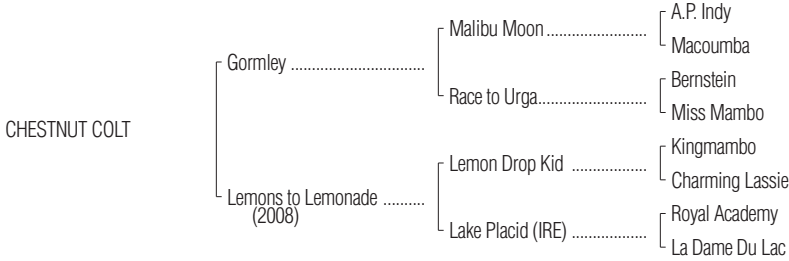 A.P. Indy
Malibu Moon ........................
Macoumba
Gormley ................................
Bernstein
Race to Urga..........................
Miss Mambo
CHESTNUT COLT
Kingmambo
Lemon Drop Kid ..................
Charming Lassie
Lemons to Lemonade ..........
(2008)
Royal Academy
Lake Placid (IRE) ..................
La Dame Du Lac